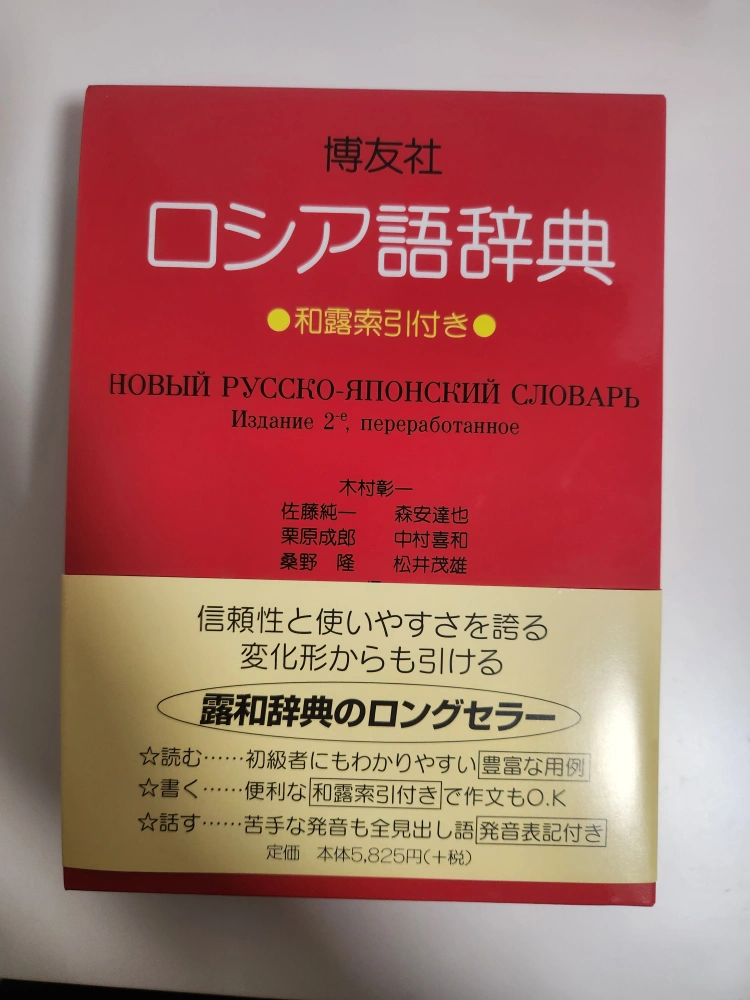 博友社
ロシア語辞典
●和露索引付き●
НОВЫЙ РУССКО-ЯПОНСКИЙ СЛОВАРЬ
Издание 2-е, переработанное
木村彰一
佐藤純一 森安達也
栗原成郎 中村喜和
桑野 隆 松井茂雄
信頼性と使いやすさを誇る
変化形からも引ける
露和辞典のロングセラー
☆読む……初級者にもわかりやすい豊富な用例
☆書く……便利な和露索引付きで作文もO.K
☆話す……苦手な発音も全見出し語発音表記付き
定価 本体5,825円(+税)